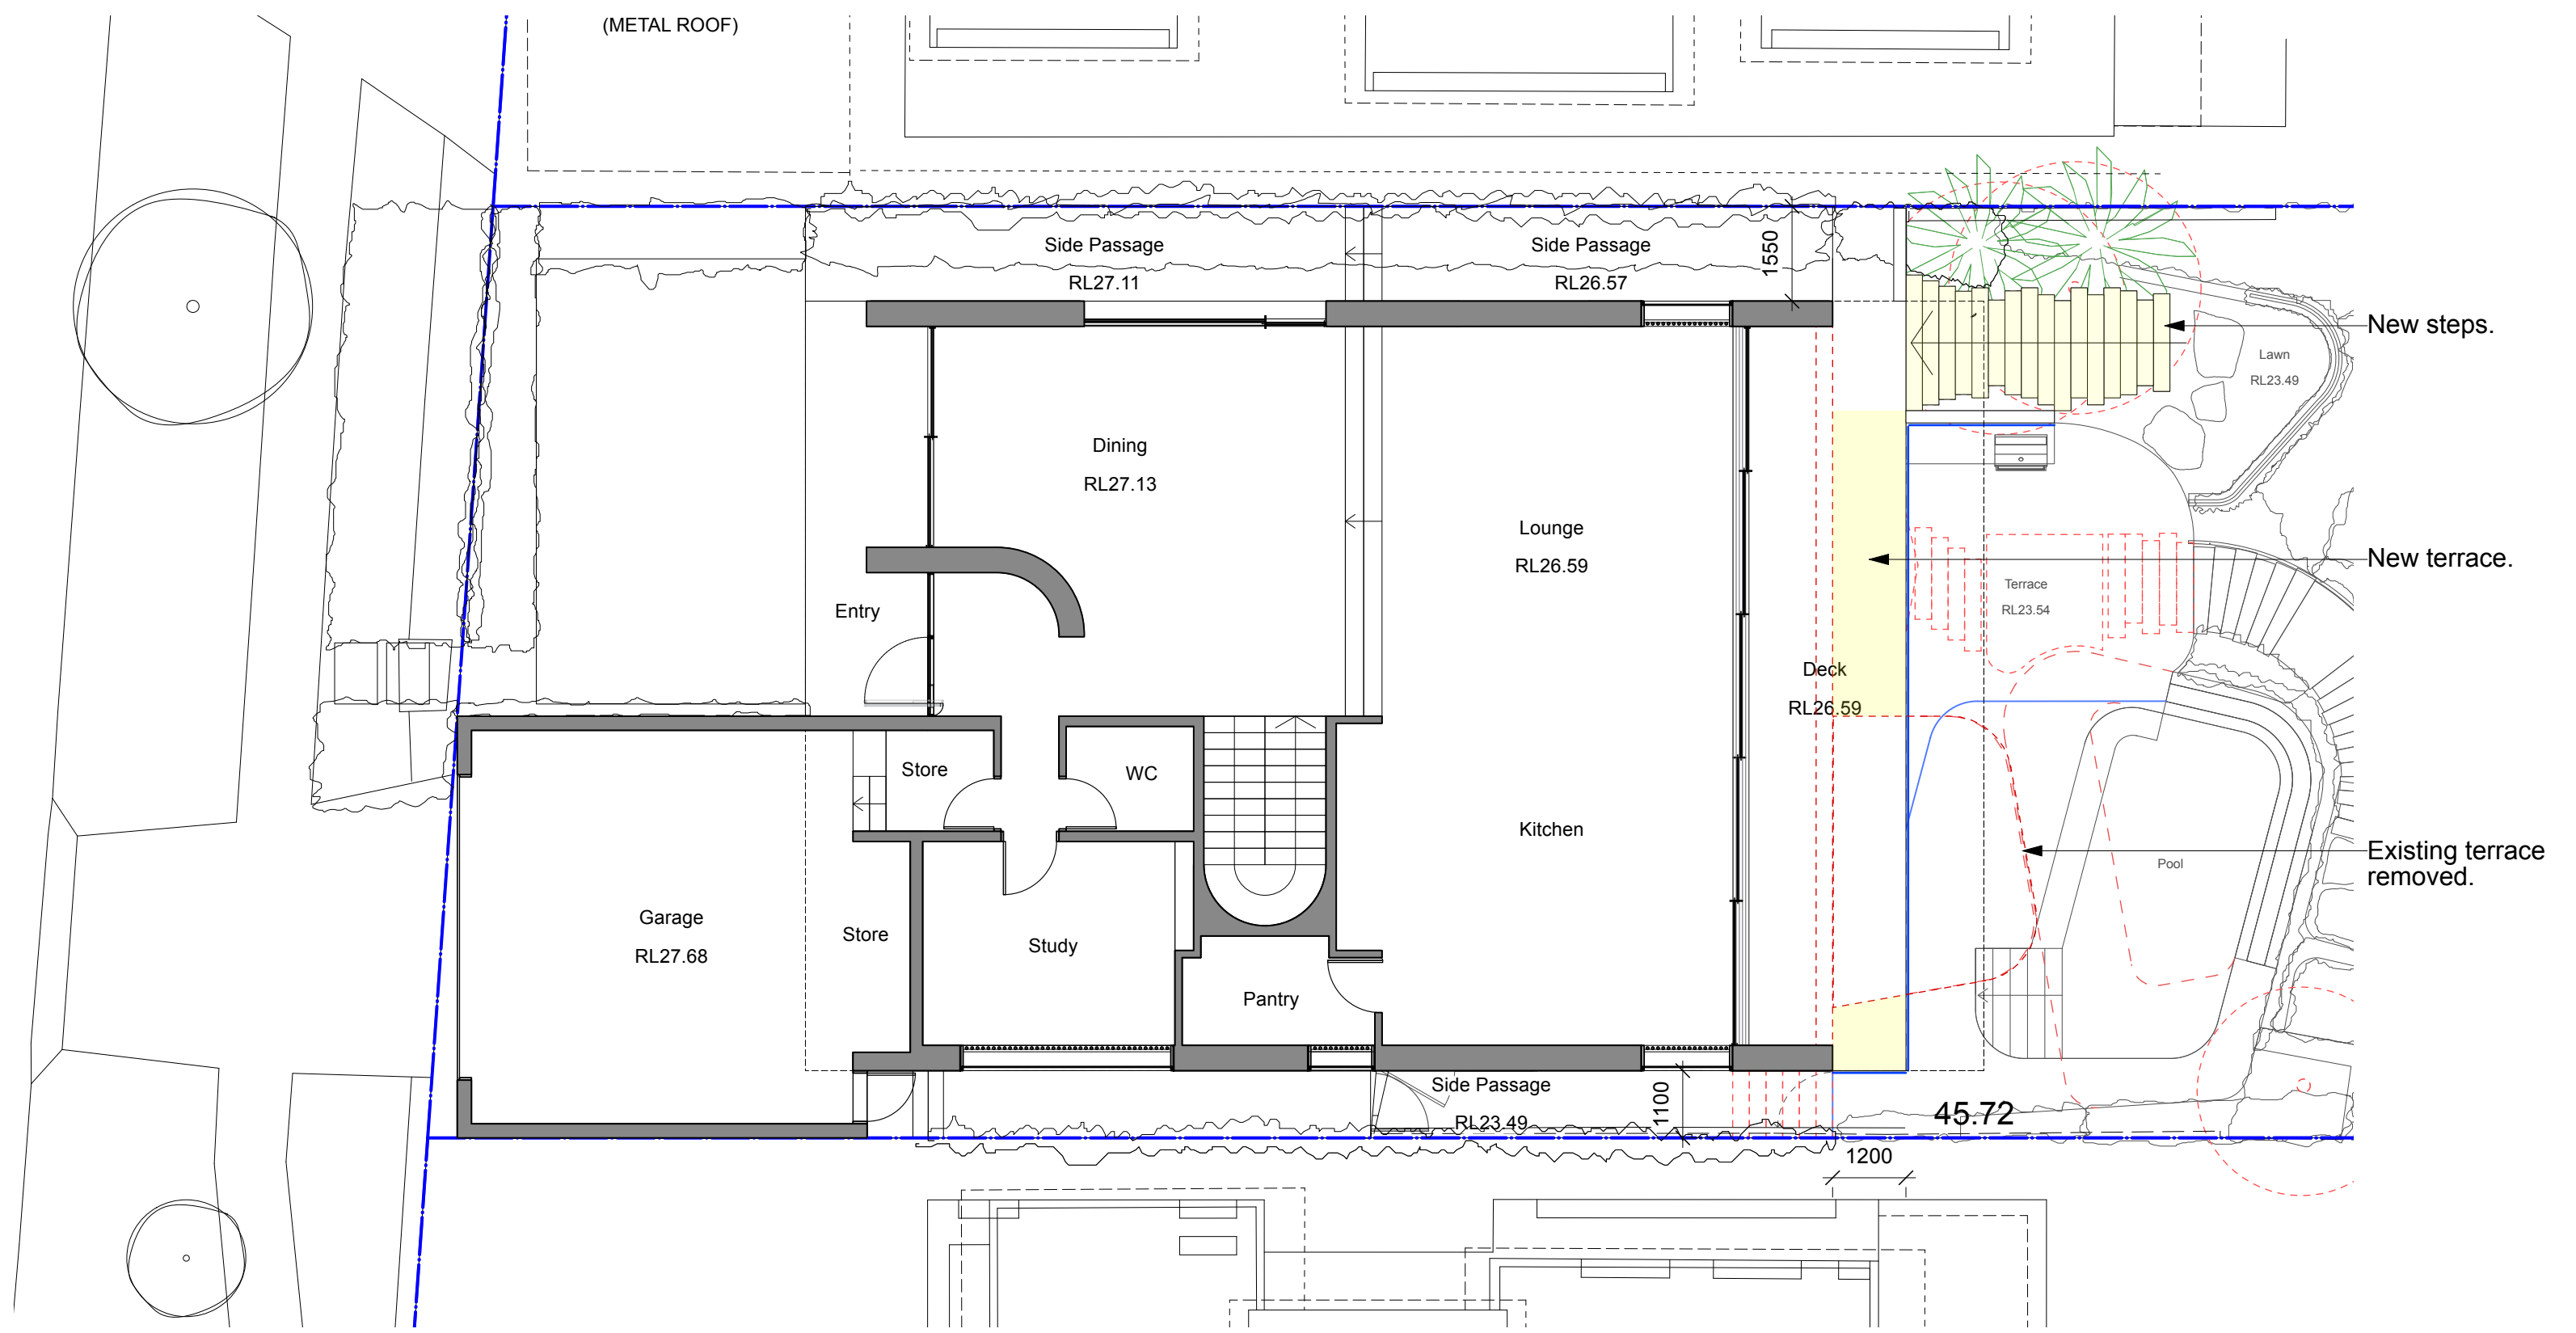 (METAL ROOF)
Side Passage
RL27.11
Side Passage
RL26.57
1550
New steps.
Lawn
RL23.49
Dining
RL27.13
Lounge
RL26.59
New terrace.
Terrace
RL23.54
Entry
Deck
RL26.59
Store
WC
Kitchen
Existing terrace
removed.
Pool
Garage
RL27.68
Store
Study
Pantry
Side Passage
RL23.49
1100
45.72
1200